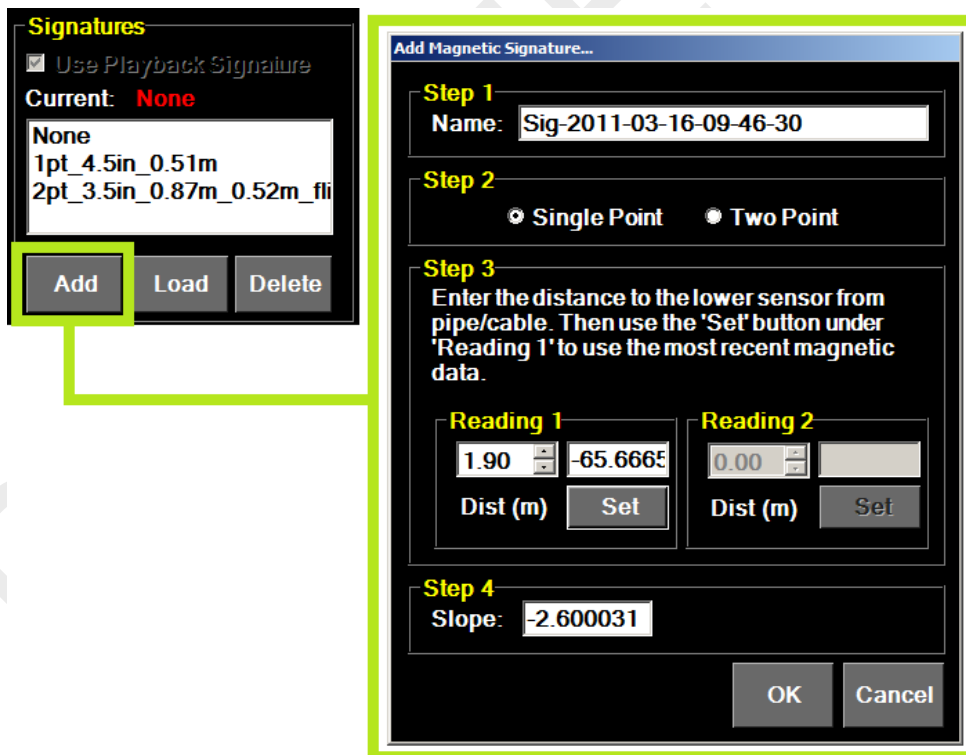 Signatures
Use Playback Signature
Current: None
None
1pt_4.5in_0.51m
2pt_3.5in_0.87m_0.52m_fli
Add Load Delete
Add Magnetic Signature...
Step 1
Name: Sig-2011-03-16-09-46-30
Step 2
Single Point Two Point
Step 3
Enter the distance to the lower sensor from
pipe/cable. Then use the 'Set' button under
'Reading 1' to use the most recent magnetic
data.
Reading 1 Reading 2
1.90 -65.6665 0.00
Dist (m) Set Dist (m) Set
Step 4
Slope: -2.600031
OK Cancel